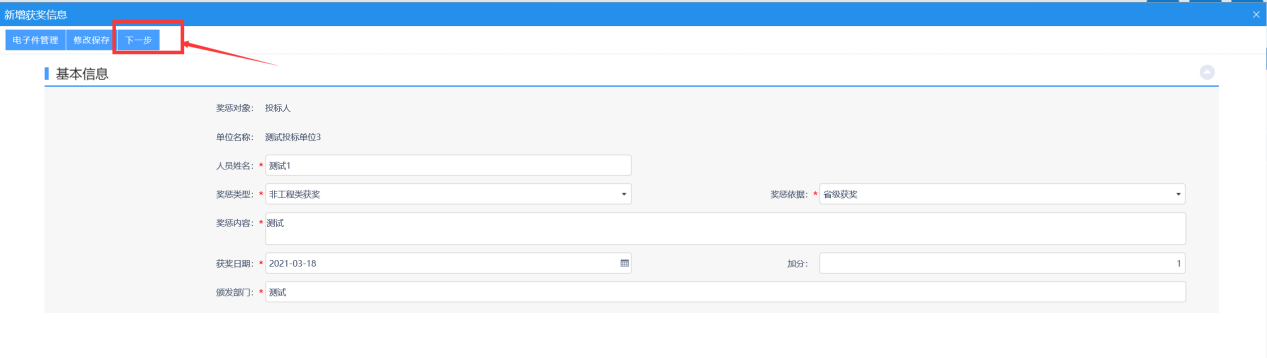 新增获奖信息
电子件管理 修改保存 下一步
基本信息
奖惩对象： 投标人
单位名称： 测试投标单位3
人员姓名：* 测试1
奖惩类型：* 非工程类获奖 奖惩依据：* 省级获奖
奖惩内容：* 测试
获奖日期：* 2021-03-18 加分： 1
颁发部门：* 测试